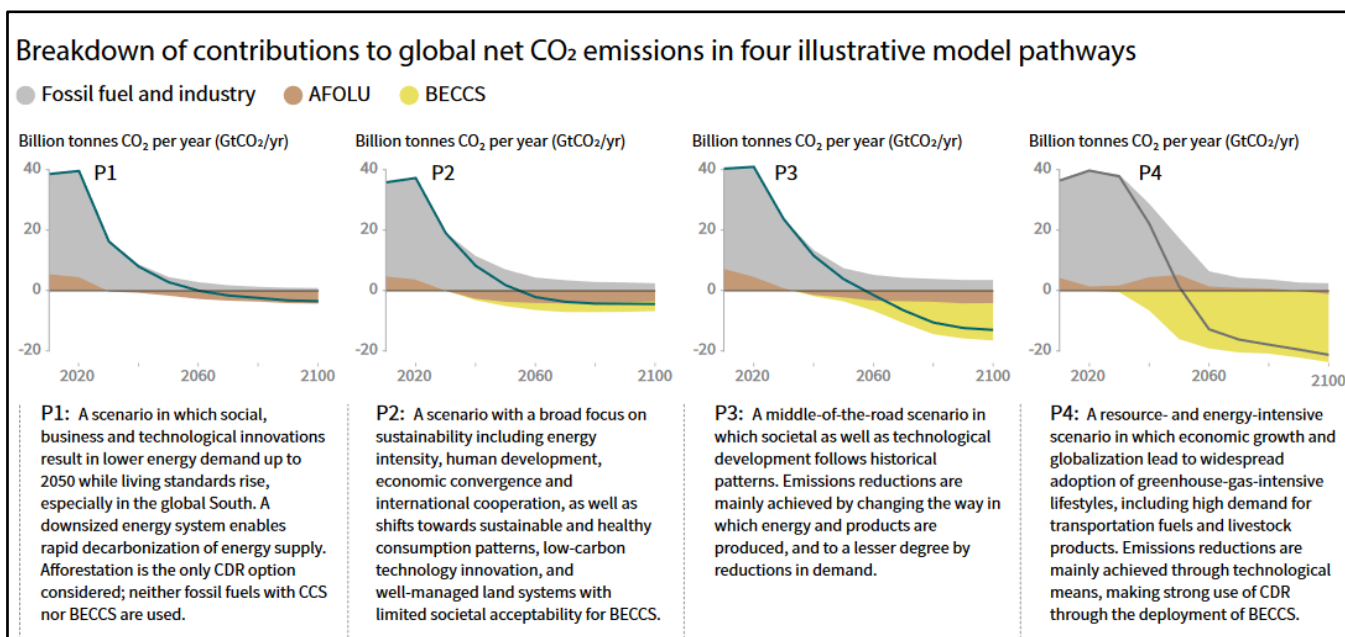 Breakdown of contributions to global net CO₂ emissions in four illustrative model pathways
Fossil fuel and industry AFOLU BECCS
Billion tonnes CO₂ per year (GtCO₂/yr)
P1
40
20
0
-20
2020 2060 2100
Billion tonnes CO₂ per year (GtCO₂/yr)
P2
40
20
0
-20
2020 2060 2100
Billion tonnes CO₂ per year (GtCO₂/yr)
P3
40
20
0
-20
2020 2060 2100
Billion tonnes CO₂ per year (GtCO₂/yr)
P4
40
20
0
-20
2020 2060 2100
P1: A scenario in which social,
business and technological innovations
result in lower energy demand up to
2050 while living standards rise,
especially in the global South. A
downsized energy system enables
rapid decarbonization of energy supply.
Afforestation is the only CDR option
considered; neither fossil fuels with CCS
nor BECCS are used.
P2: A scenario with a broad focus on
sustainability including energy
intensity, human development,
economic convergence and
international cooperation, as well as
shifts towards sustainable and healthy
consumption patterns, low-carbon
technology innovation, and
well-managed land systems with
limited societal acceptability for BECCS.
P3: A middle-of-the-road scenario in
which societal as well as technological
development follows historical
patterns. Emissions reductions are
mainly achieved by changing the way in
which energy and products are
produced, and to a lesser degree by
reductions in demand.
P4: A resource- and energy-intensive
scenario in which economic growth and
globalization lead to widespread
adoption of greenhouse-gas-intensive
lifestyles, including high demand for
transportation fuels and livestock
products. Emissions reductions are
mainly achieved through technological
means, making strong use of CDR
through the deployment of BECCS.